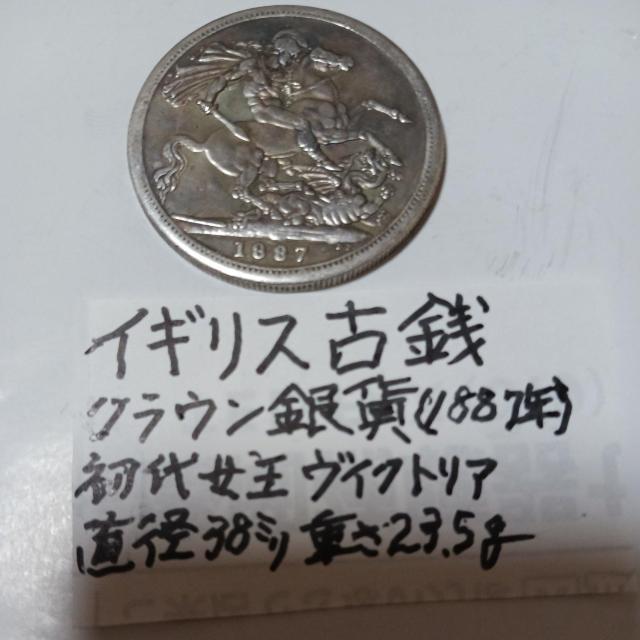 1887
イギリス古銭
クラウン銀貨(1887年)
初代女王ヴィクトリア
直径38ミリ重さ23.5g